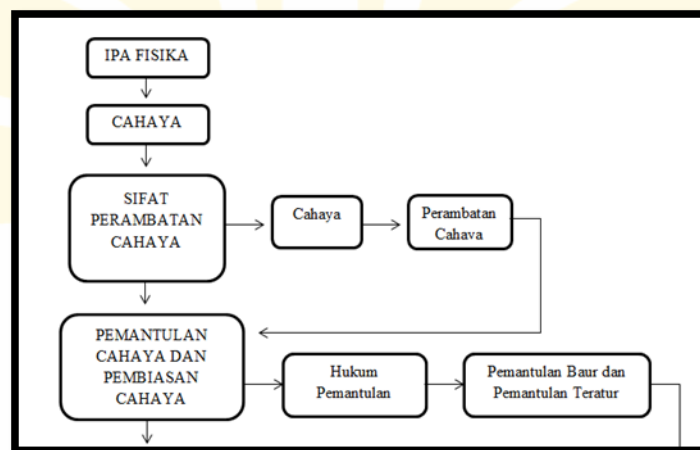 IPA FISIKA
CAHAYA
SIFAT
PERAMBATAN
CAHAYA
Cahaya
Perambatan
Cahava
PEMANTULAN
CAHAYA DAN
PEMBIASAN
CAHAYA
Hukum
Pemantulan
Pemantulan Baur dan
Pemantulan Teratur